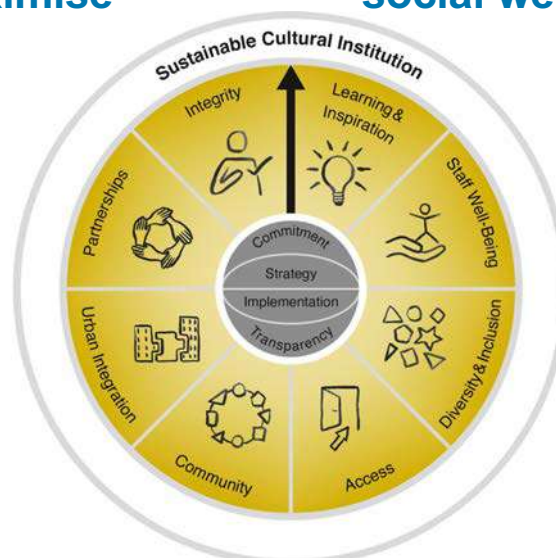 social
Sustainable Cultural Institution
Integrity
Learning &
Inspiration
Staff Well-Being
Diversity & Inclusion
Access
Community
Urban Integration
Partnerships
Commitment
Strategy
Implementation
Transparency